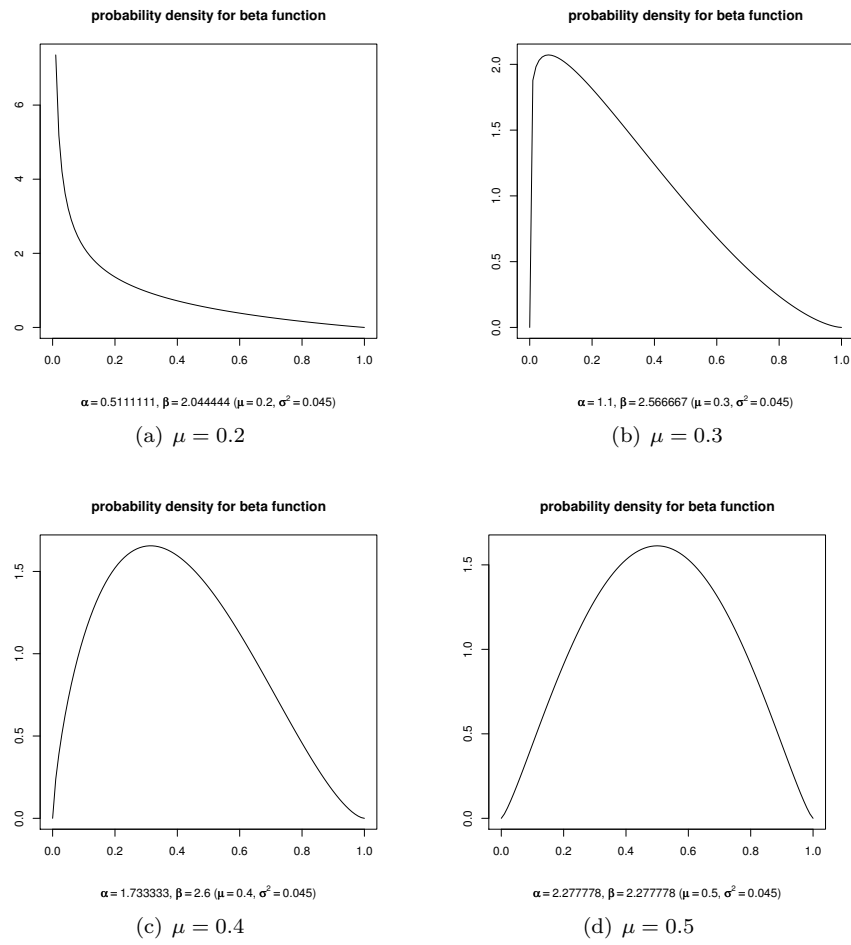 probability density for beta function
0 2 4 6
0.0 0.2 0.4 0.6 0.8 1.0
α = 0.5111111, β = 2.044444 (μ = 0.2, σ² = 0.045)
(a) μ = 0.2
probability density for beta function
0.0 0.5 1.0 1.5 2.0
0.0 0.2 0.4 0.6 0.8 1.0
α = 1.1, β = 2.566667 (μ = 0.3, σ² = 0.045)
(b) μ = 0.3
probability density for beta function
0.0 0.5 1.0 1.5
0.0 0.2 0.4 0.6 0.8 1.0
α = 1.733333, β = 2.6 (μ = 0.4, σ² = 0.045)
(c) μ = 0.4
probability density for beta function
0.0 0.5 1.0 1.5
0.0 0.2 0.4 0.6 0.8 1.0
α = 2.277778, β = 2.277778 (μ = 0.5, σ² = 0.045)
(d) μ = 0.5